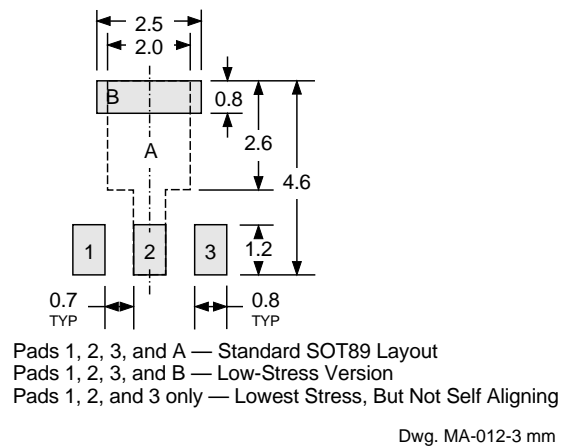 2.5
2.0
B
0.8
A
2.6
4.6
1
2
3
1.2
0.7
TYP
0.8
TYP
Pads 1, 2, 3, and A — Standard SOT89 Layout
Pads 1, 2, 3, and B — Low-Stress Version
Pads 1, 2, and 3 only — Lowest Stress, But Not Self Aligning
Dwg. MA-012-3 mm